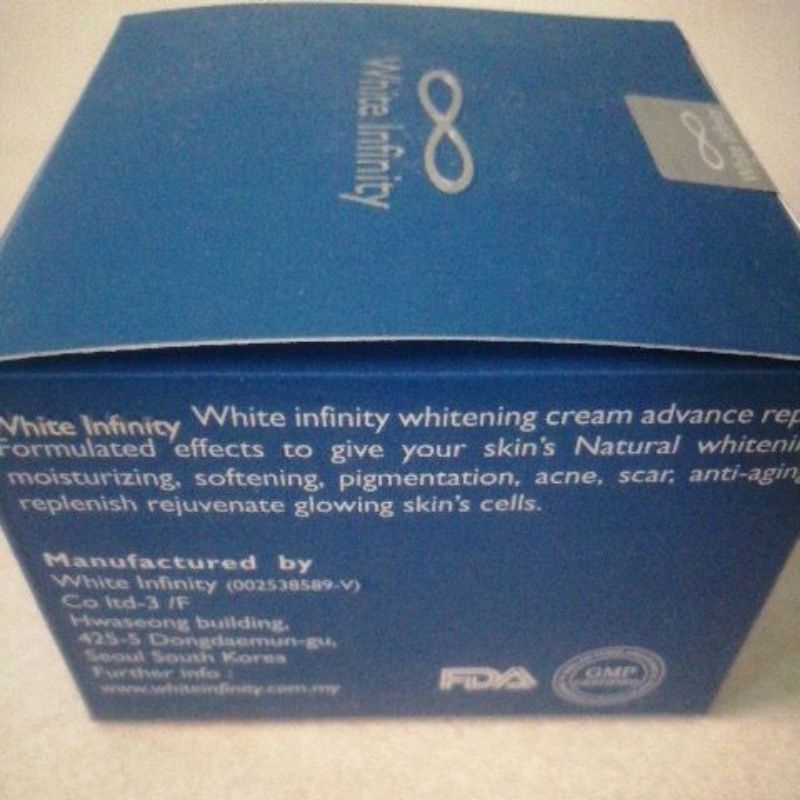 White Infinity
White Infinity White infinity whitening cream advance
Formulated effects to give your skin's Natural
moisturizing, softening, pigmentation, acne, scar, anti-aging
replenish rejuvenate glowing skin's cells.
Manufactured by
White Infinity (002538589-V)
Co ltd-3 /F
Hwaseong building,
425-5 Dongdaemun-gu,
Seoul South Korea
Further info :
www.whiteinfinity.com.my
FDA
GMP